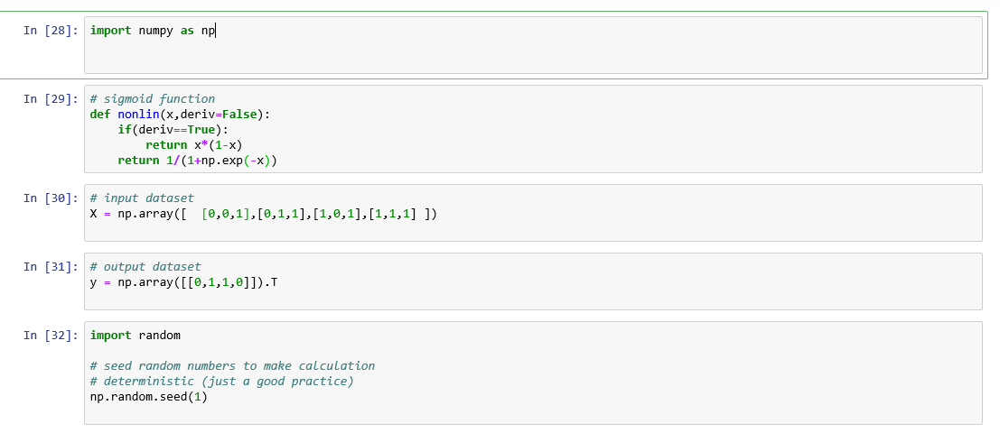 In [28]: import numpy as np
In [29]: # sigmoid function
def nonlin(x,deriv=False):
    if(deriv==True):
        return x*(1-x)
    return 1/(1+np.exp(-x))
In [30]: # input dataset
X = np.array([  [0,0,1],[0,1,1],[1,0,1],[1,1,1] ])
In [31]: # output dataset
y = np.array([[0,1,1,0]]).T
In [32]: import random
# seed random numbers to make calculation
# deterministic (just a good practice)
np.random.seed(1)